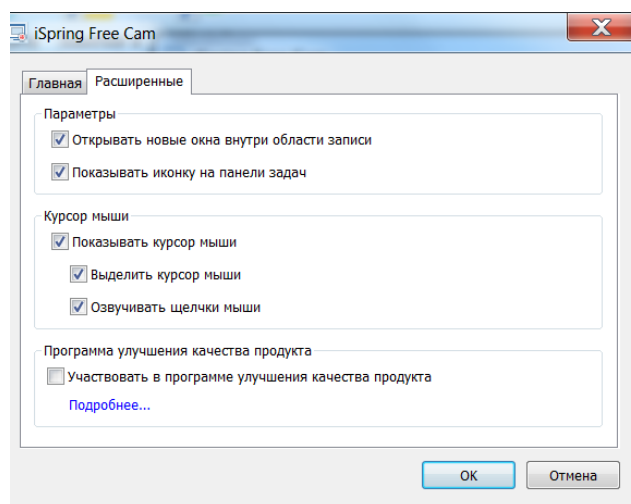 iSpring Free Cam
Главная Расширенные
Параметры
Открывать новые окна внутри области записи
Показывать иконку на панели задач
Курсор мыши
Показывать курсор мыши
Выделить курсор мыши
Озвучивать щелчки мыши
Программа улучшения качества продукта
Участвовать в программе улучшения качества продукта
Подробнее...
ОК Отмена